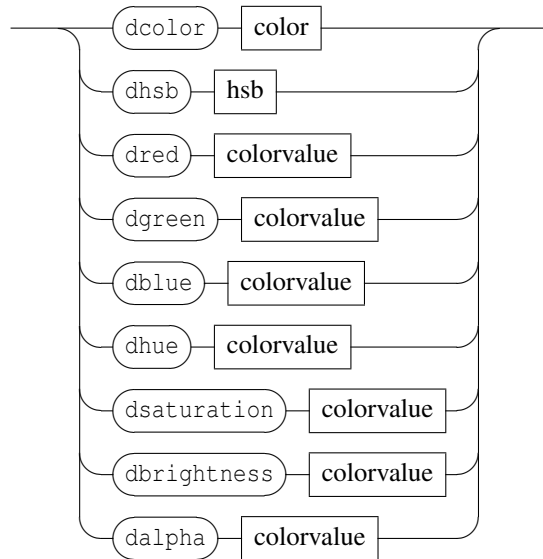 dcolor color
dhsb hsb
dred colorvalue
dgreen colorvalue
dblue colorvalue
dhue colorvalue
dsaturation colorvalue
dbrightness colorvalue
dalpha colorvalue